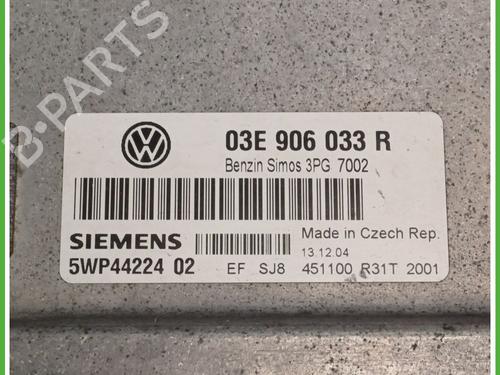 B-PARTS
03E 906 033 R
Benzin Simos 3PG 7002
SIEMENS
Made in Czech Rep.
13.12.04
5WP44224 02
EF SJ8 451100 R31T 2001